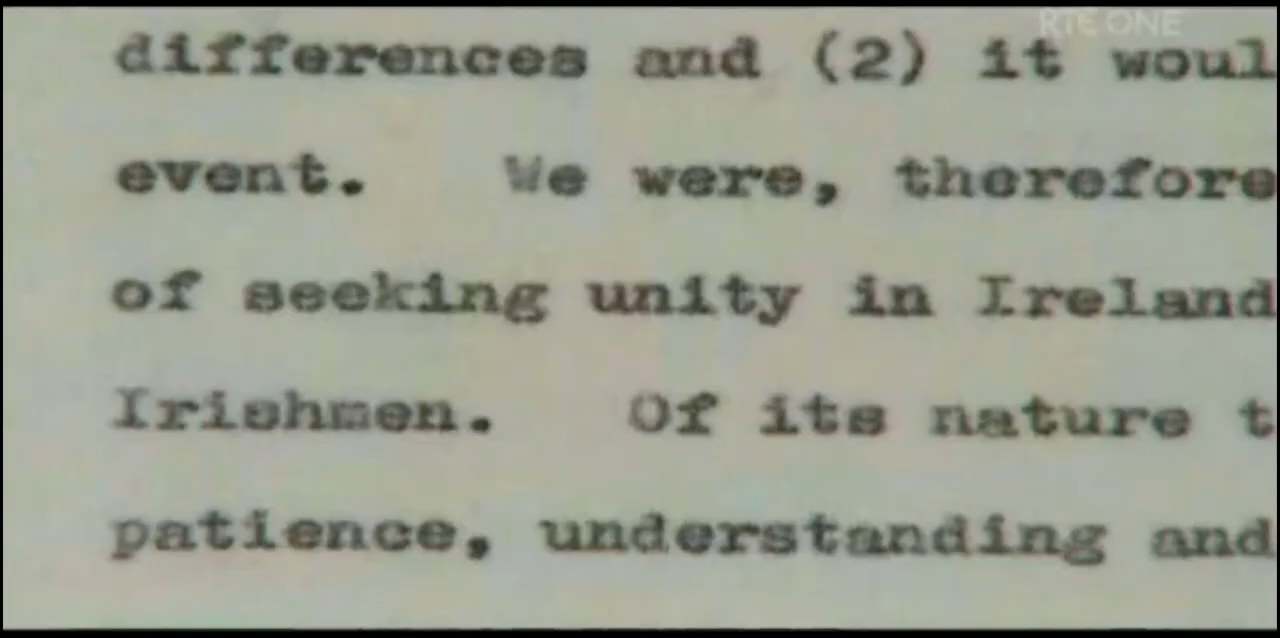 RTÉ ONE
differences and (2) it woul
event. We were, therefore
of seeking unity in Ireland
Irishmen. Of its nature t
patience, understanding and